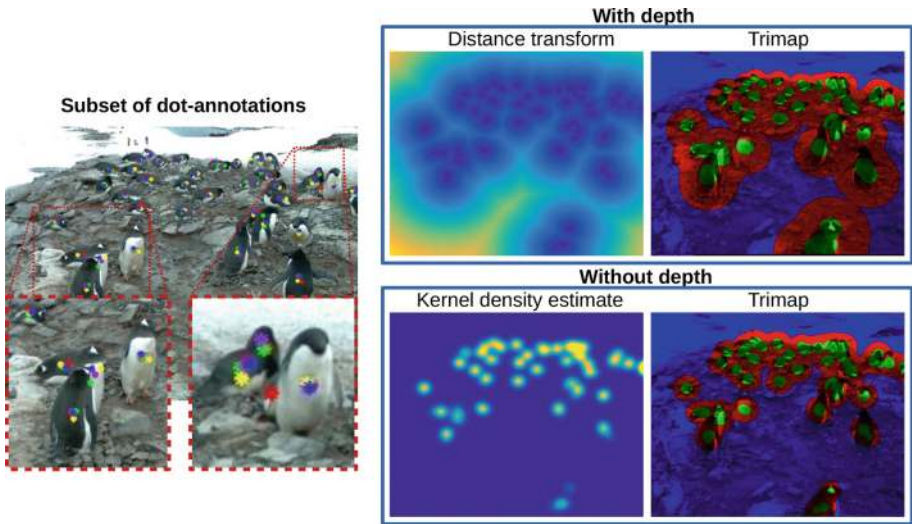 Subset of dot-annotations
With depth
Distance transform
Trimap
Without depth
Kernel density estimate
Trimap